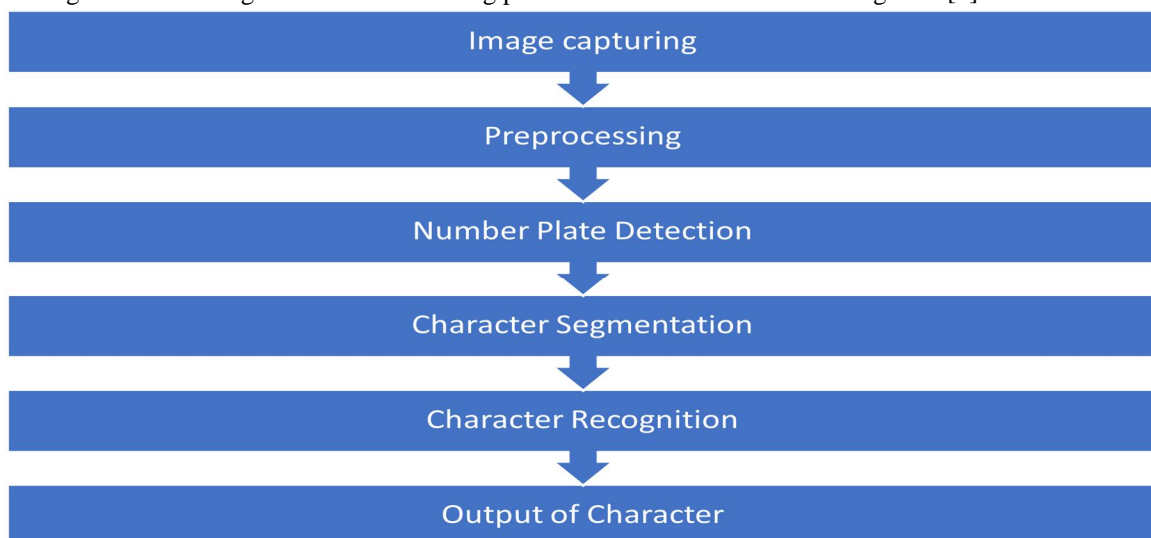 Image capturing
Preprocessing
Number Plate Detection
Character Segmentation
Character Recognition
Output of Character